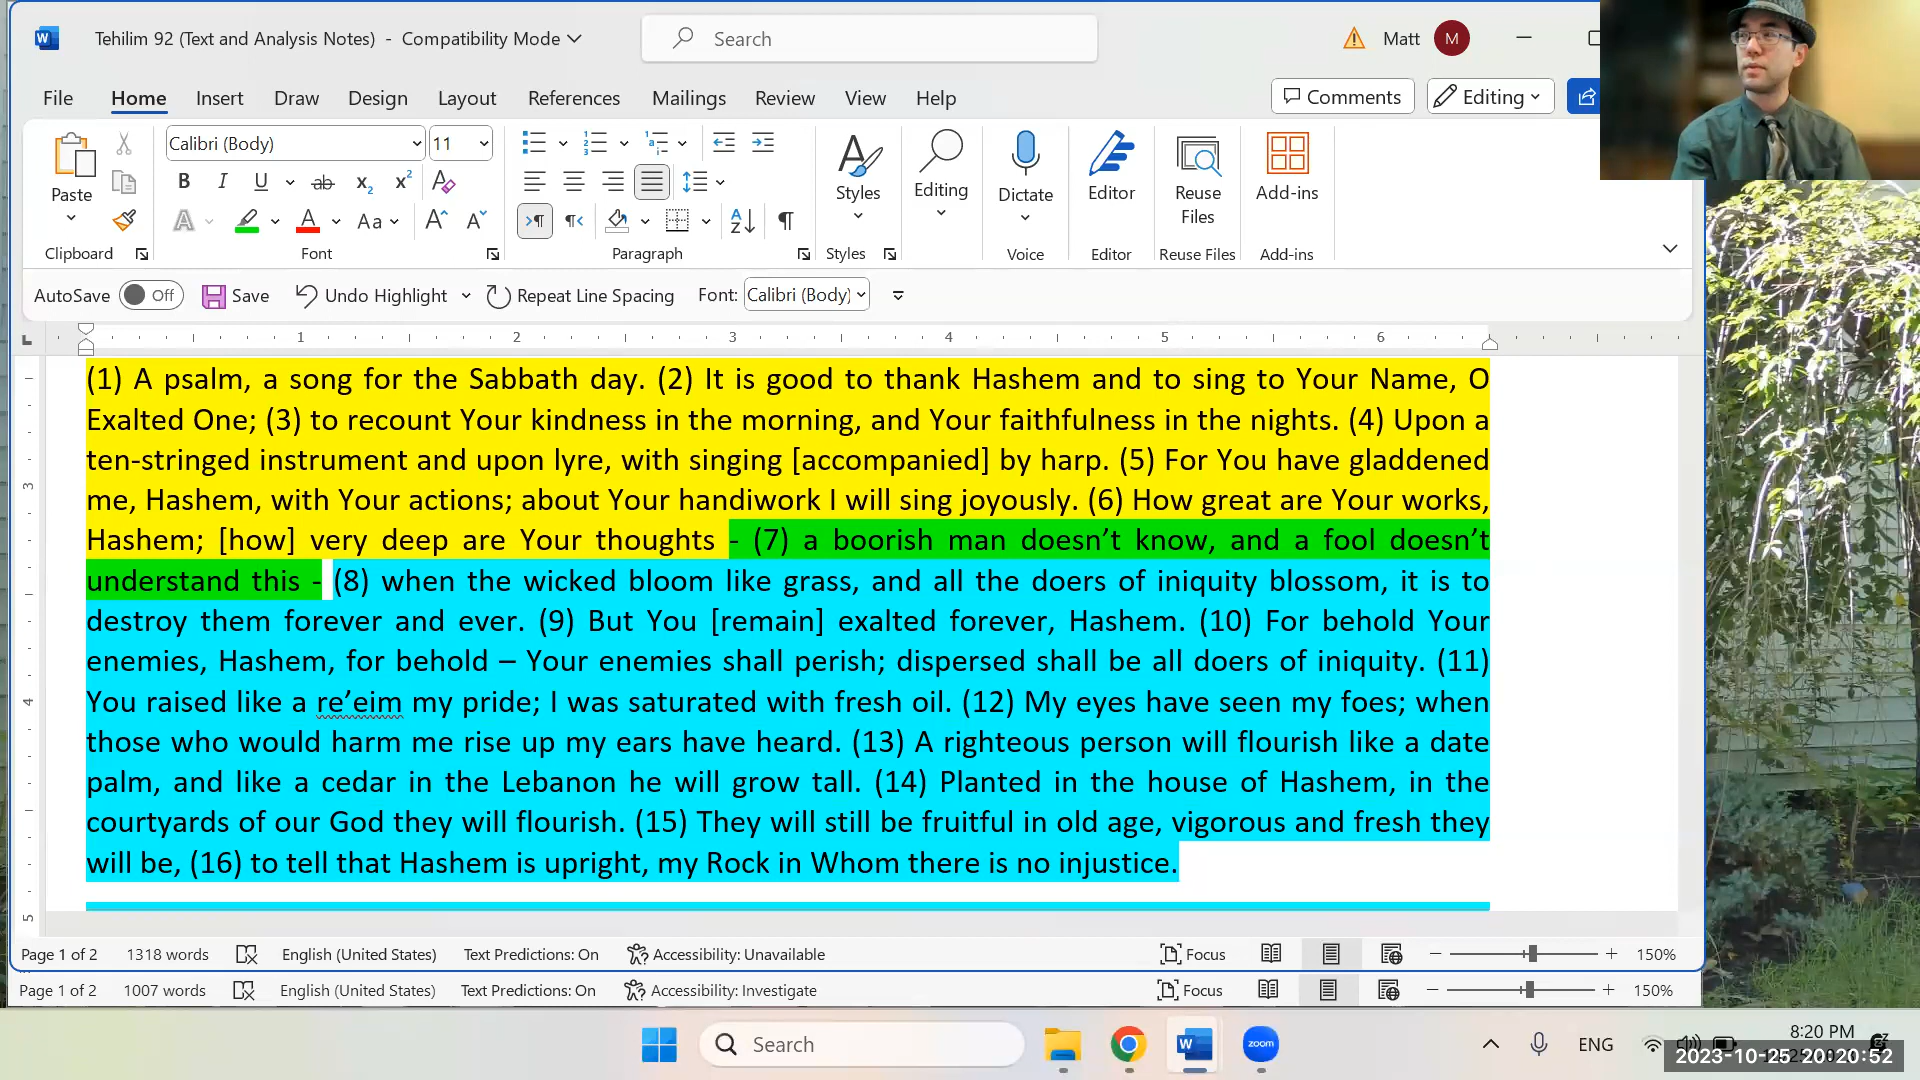 Tehilim 92 (Text and Analysis Notes) - Compatibility Mode
Search
Matt
M
File Home Insert Draw Design Layout References Mailings Review View Help
Comments
Editing
Paste
Clipboard
Calibri (Body)
11
Font
Paragraph
Styles
Styles
Editing
Dictate
Voice
Editor
Editor
Reuse Files
Reuse Files
Add-ins
Add-ins
AutoSave Off Save Undo Highlight Repeat Line Spacing Font: Calibri (Body)
1 2 3 4 5 6
(1) A psalm, a song for the Sabbath day. (2) It is good to thank Hashem and to sing to Your Name, O
Exalted One; (3) to recount Your kindness in the morning, and Your faithfulness in the nights. (4) Upon a
ten-stringed instrument and upon lyre, with singing [accompanied] by harp. (5) For You have gladdened
me, Hashem, with Your actions; about Your handiwork I will sing joyously. (6) How great are Your works,
Hashem; [how] very deep are Your thoughts - (7) a boorish man doesn’t know, and a fool doesn’t
understand this - (8) when the wicked bloom like grass, and all the doers of iniquity blossom, it is to
destroy them forever and ever. (9) But You [remain] exalted forever, Hashem. (10) For behold Your
enemies, Hashem, for behold – Your enemies shall perish; dispersed shall be all doers of iniquity. (11)
You raised like a re’eim my pride; I was saturated with fresh oil. (12) My eyes have seen my foes; when
those who would harm me rise up my ears have heard. (13) A righteous person will flourish like a date
palm, and like a cedar in the Lebanon he will grow tall. (14) Planted in the house of Hashem, in the
courtyards of our God they will flourish. (15) They will still be fruitful in old age, vigorous and fresh they
will be, (16) to tell that Hashem is upright, my Rock in Whom there is no injustice.
3
4
5
Page 1 of 2 1318 words English (United States) Text Predictions: On Accessibility: Unavailable Focus 150%
Page 1 of 2 1007 words English (United States) Text Predictions: On Accessibility: Investigate Focus 150%
Search
zoom
ENG
8:20 PM
2023-10-25 20:20:52